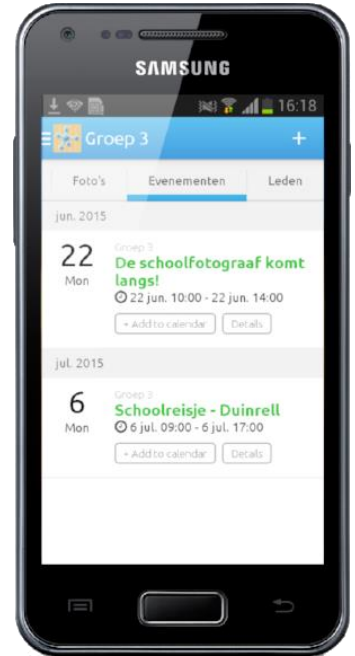 SAMSUNG
16:18
Groep 3 +
Foto's Evenementen Leden
jun. 2015
22
Mon
Groep 3
De schoolfotograaf komt
langs!
22 jun. 10:00 - 22 jun. 14:00
+ Add to calendar Details
jul. 2015
6
Mon
Groep 3
Schoolreisje - Duinrell
6 jul. 09:00 - 6 jul. 17:00
+ Add to calendar Details